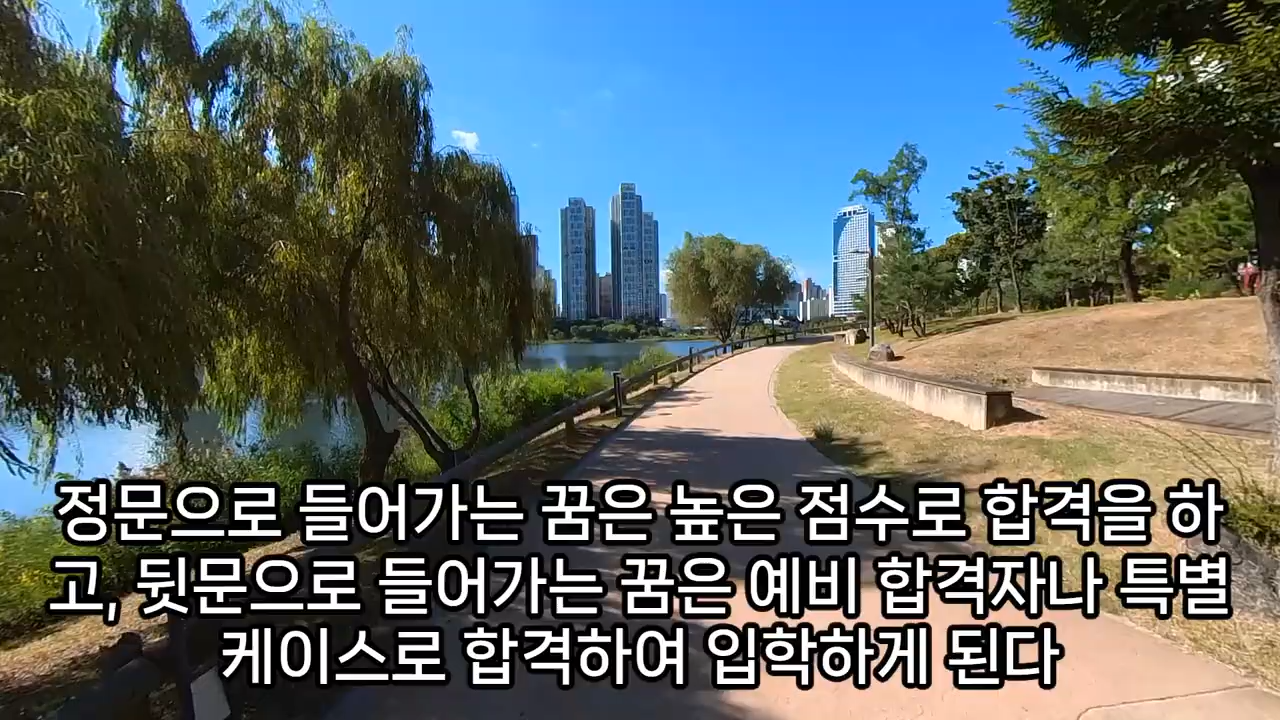 정문으로 들어가는 꿈은 높은 점수로 합격을 하
고, 뒷문으로 들어가는 꿈은 예비 합격자나 특별
케이스로 합격하여 입학하게 된다